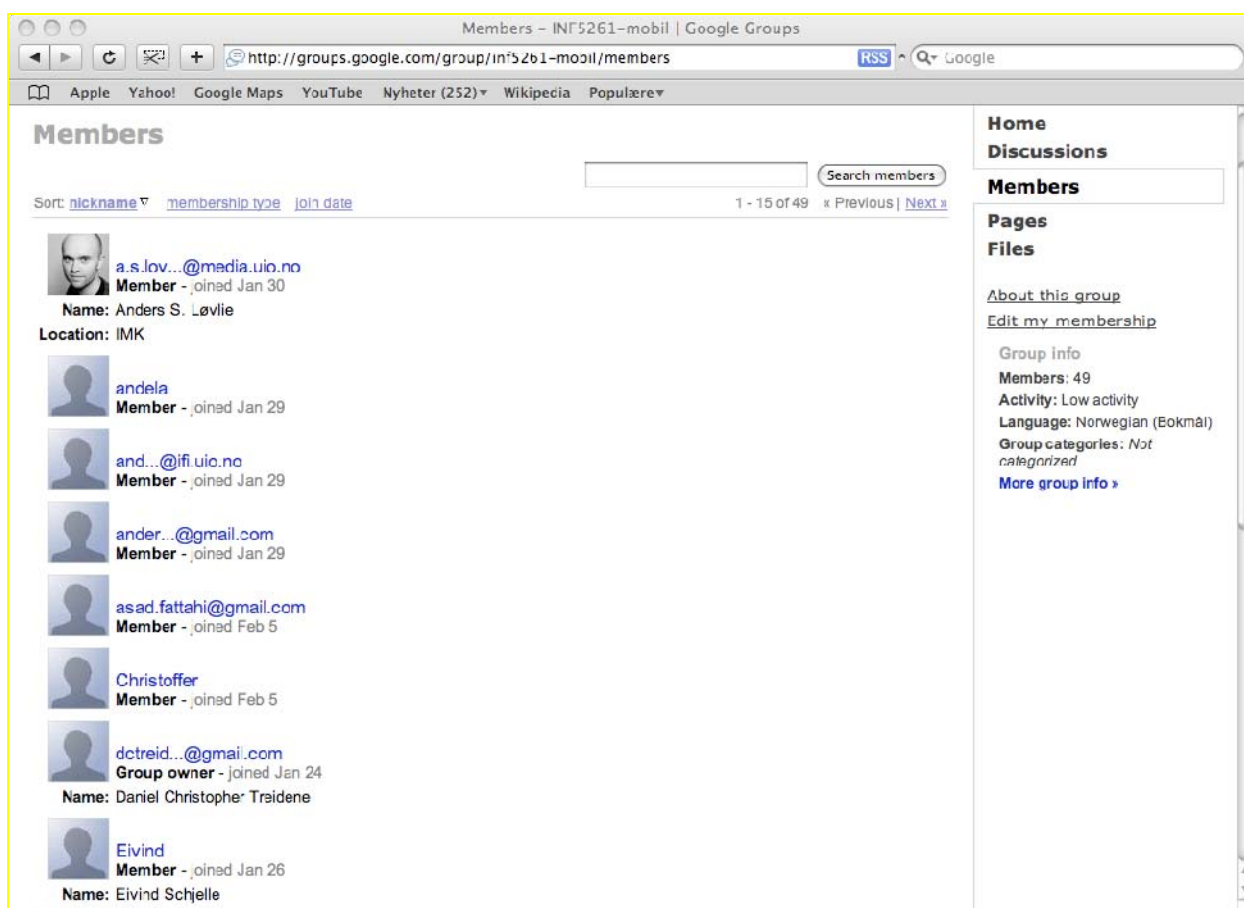 Members – INF5261–mobil | Google Groups
http://groups.google.com/group/inf5261-mobil/members
RSS
Google
Apple Yahoo! Google Maps YouTube Nyheter (252) Wikipedia Populære
Members
Search members
Sort: nickname membership type join date
1 - 15 of 49 « Previous | Next »
a.s.lov...@media.uio.no
Member - joined Jan 30
Name: Anders S. Løvlie
Location: IMK
andela
Member - joined Jan 29
and...@ifi.uio.no
Member - joined Jan 29
ander...@gmail.com
Member - joined Jan 29
asad.fattahi@gmail.com
Member - joined Feb 5
Christoffer
Member - joined Feb 5
dctreid...@gmail.com
Group owner - joined Jan 24
Name: Daniel Christopher Treidene
Eivind
Member - joined Jan 26
Name: Eivind Schjelle
Home
Discussions
Members
Pages
Files
About this group
Edit my membership
Group info
Members: 49
Activity: Low activity
Language: Norwegian (Bokmål)
Group categories: Not
categorized
More group info »